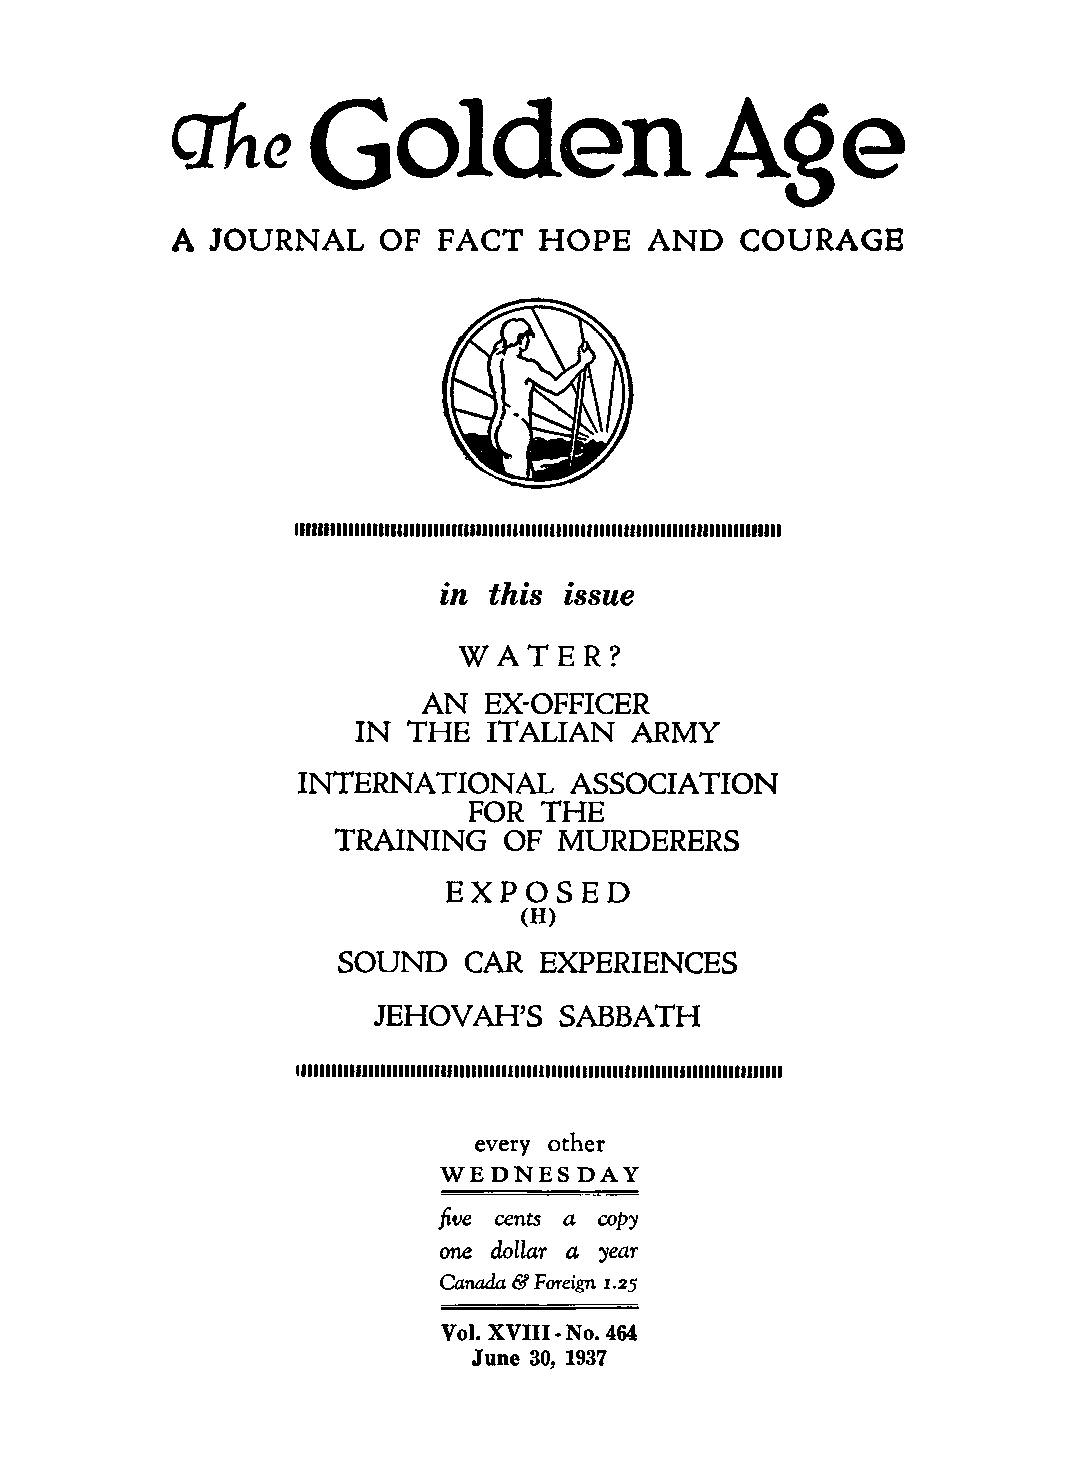 The Golden Age
A JOURNAL OF FACT HOPE AND COURAGE
in this issue
WATER?
AN EX-OFFICER
IN THE ITALIAN ARMY
INTERNATIONAL ASSOCIATION
FOR THE
TRAINING OF MURDERERS
EXPOSED
(H)
SOUND CAR EXPERIENCES
JEHOVAH'S SABBATH
every other
WEDNESDAY
five cents a copy
one dollar a year
Canada & Foreign 1.25
Vol. XVIII - No. 464
June 30, 1937